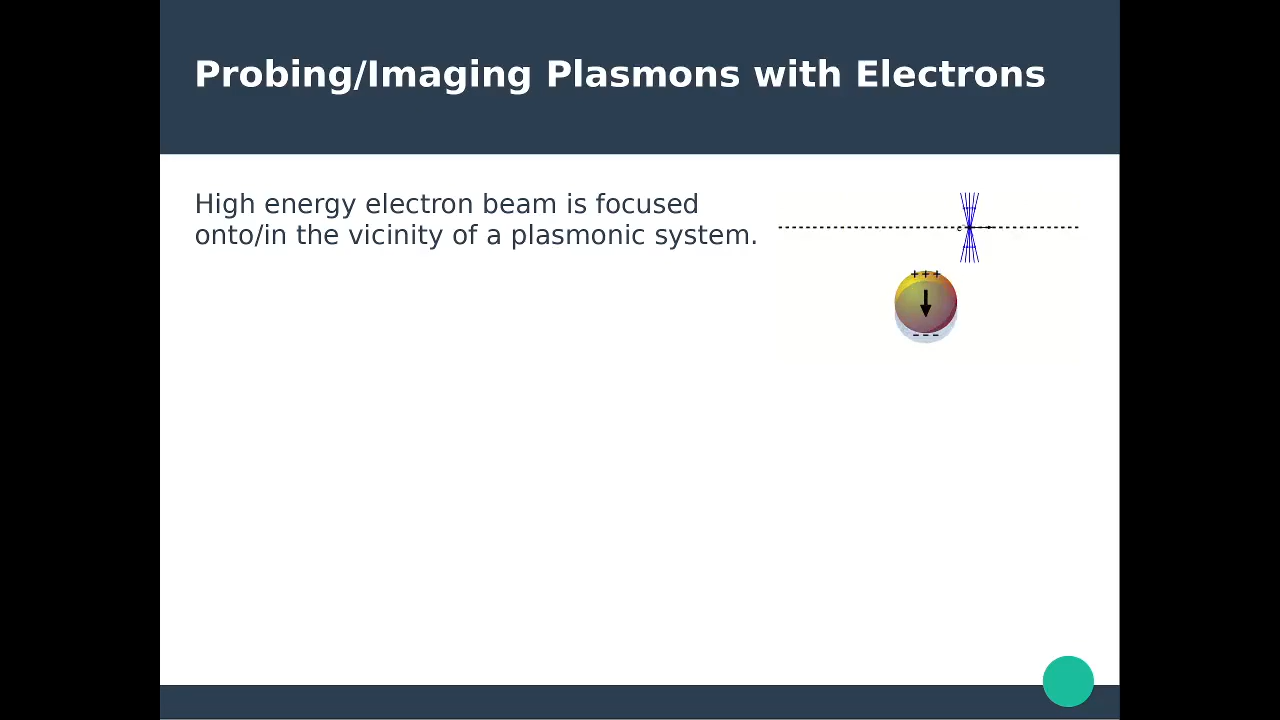 Probing/Imaging Plasmons with Electrons
High energy electron beam is focused
onto/in the vicinity of a plasmonic system.
+ + +
- - -